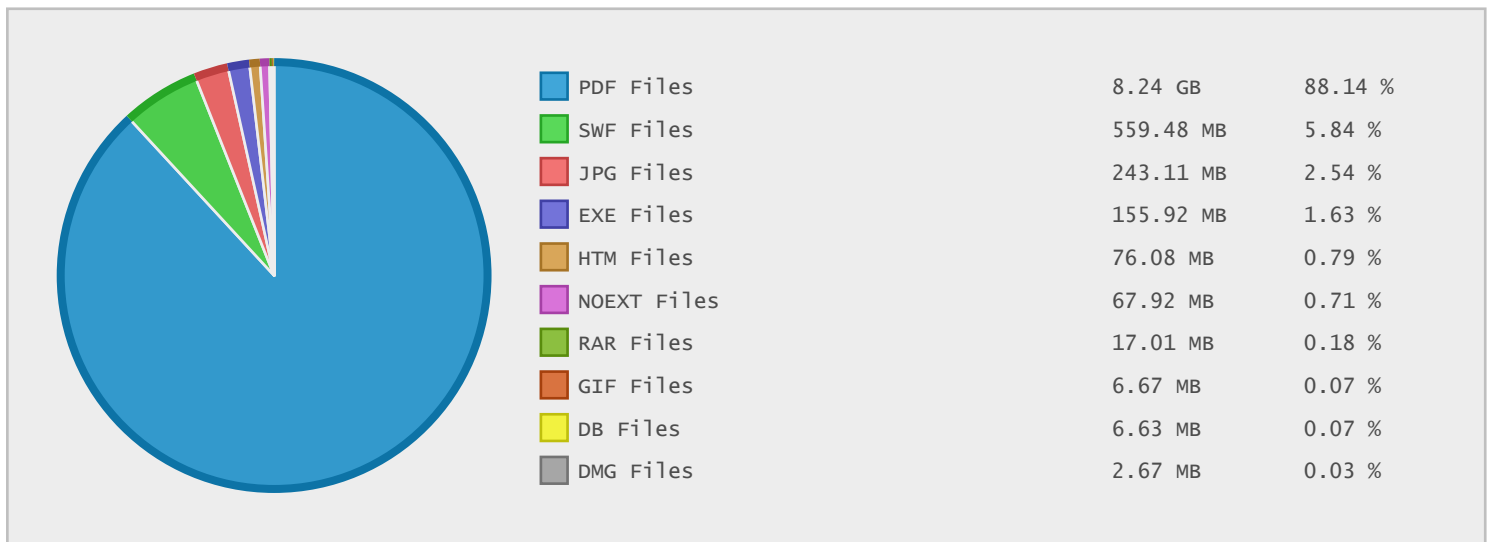 PDF Files 8.24 GB 88.14 %
SWF Files 559.48 MB 5.84 %
JPG Files 243.11 MB 2.54 %
EXE Files 155.92 MB 1.63 %
HTM Files 76.08 MB 0.79 %
NOEXT Files 67.92 MB 0.71 %
RAR Files 17.01 MB 0.18 %
GIF Files 6.67 MB 0.07 %
DB Files 6.63 MB 0.07 %
DMG Files 2.67 MB 0.03 %